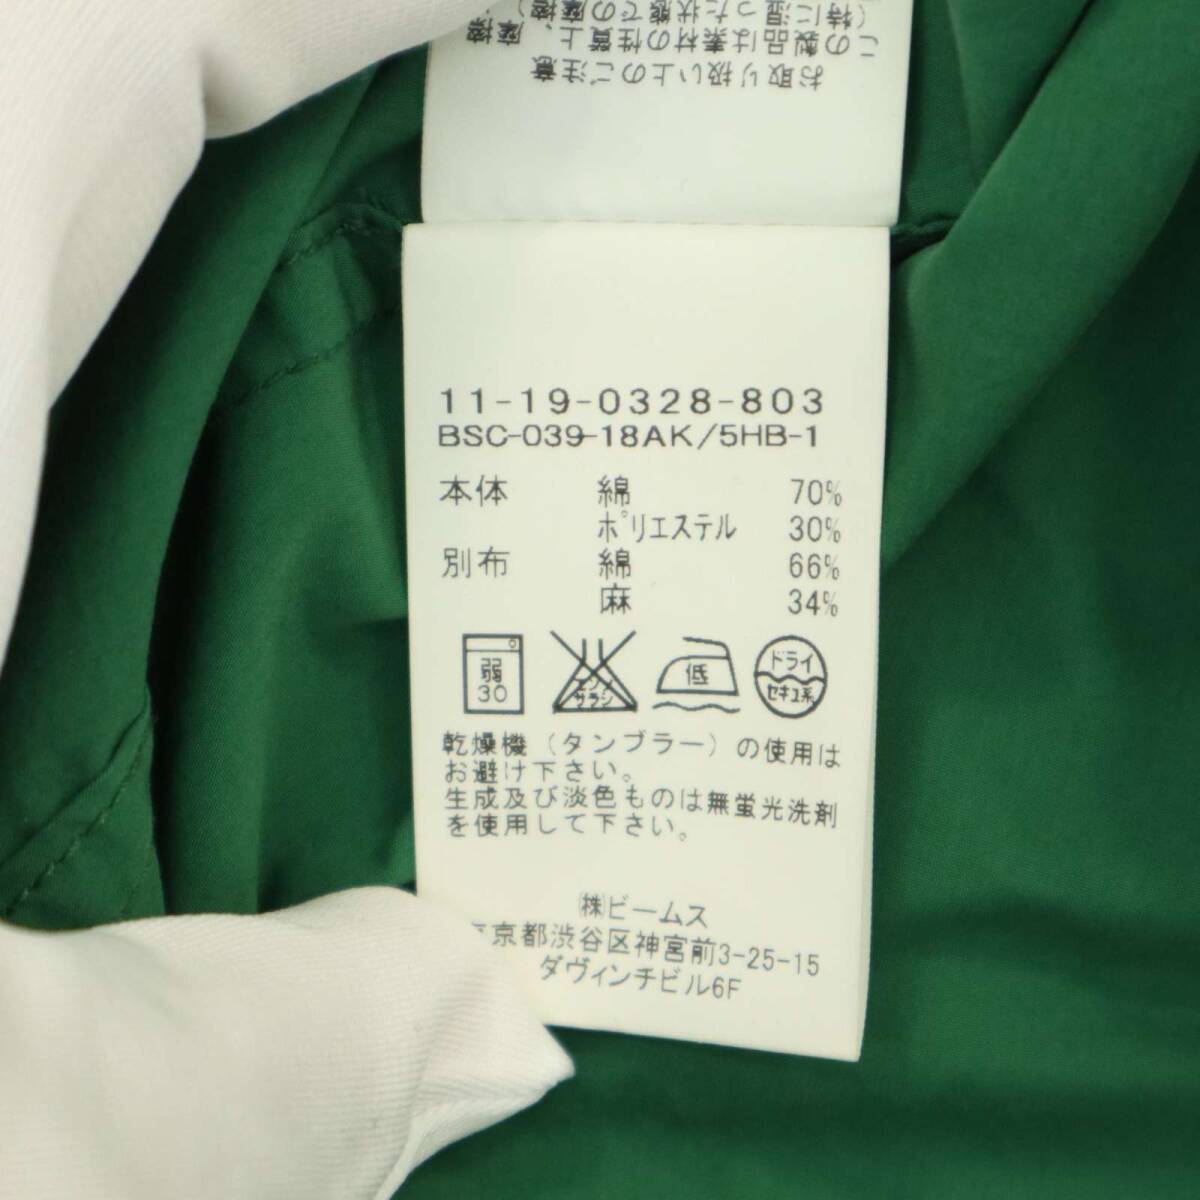 お取り扱い上のご注意
この製品は素材の性質上、摩擦
(特に湿った状態での摩擦)
11-19-0328-803
BSC-039-18AK/5HB-1
本体 綿 70%
ポリエステル 30%
別布 綿 66%
麻 34%
弱 30
エンソ サラシ
低
ドライ セキユ系
乾燥機(タンブラー)の使用は
お避け下さい。
生成及び淡色ものは無蛍光洗剤
を使用して下さい。
㈱ビームス
京都渋谷区神宮前3-25-15
ダヴィンチビル6F